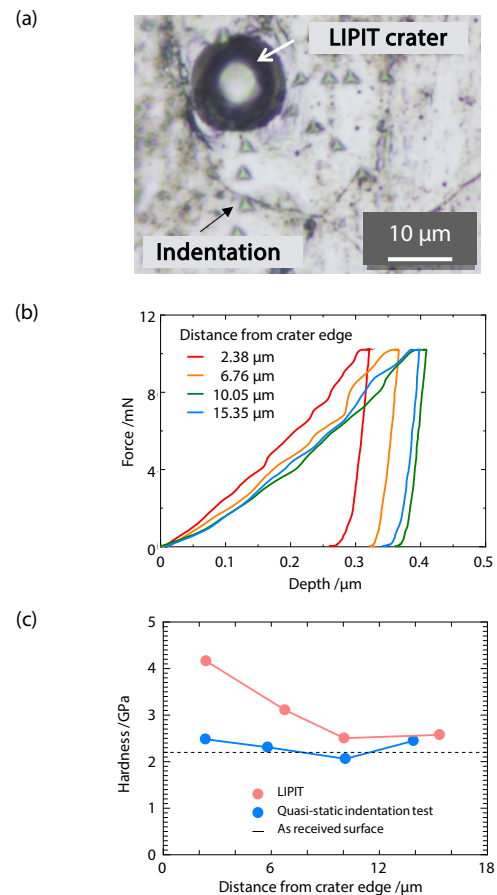 (a)
LIPIT crater
Indentation
10 μm
(b)
12
8
4
0
Force /mN
Distance from crater edge
2.38 μm
6.76 μm
10.05 μm
15.35 μm
0 0.1 0.2 0.3 0.4 0.5
Depth /μm
(c)
5
4
3
2
1
0
Hardness /GPa
LIPIT
Quasi-static indentation test
As received surface
0 6 12 18
Distance from crater edge/μm